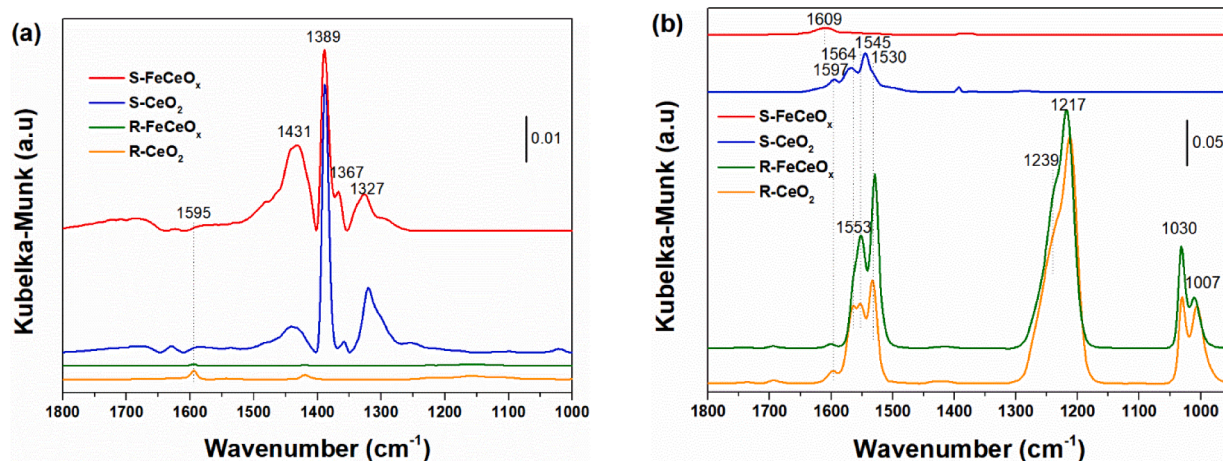 (a)
Kubelka-Munk (a.u)
S-FeCeOₓ
S-CeO₂
R-FeCeOₓ
R-CeO₂
1389
1431
1367
1327
1595
0.01
1800 1700 1600 1500 1400 1300 1200 1100 1000
Wavenumber (cm⁻¹)
(b)
Kubelka-Munk (a.u)
1609
1545
1564
1530
1597
S-FeCeOₓ
S-CeO₂
R-FeCeOₓ
R-CeO₂
1217
0.05
1239
1553
1030
1007
1800 1700 1600 1500 1400 1300 1200 1100 1000
Wavenumber (cm⁻¹)